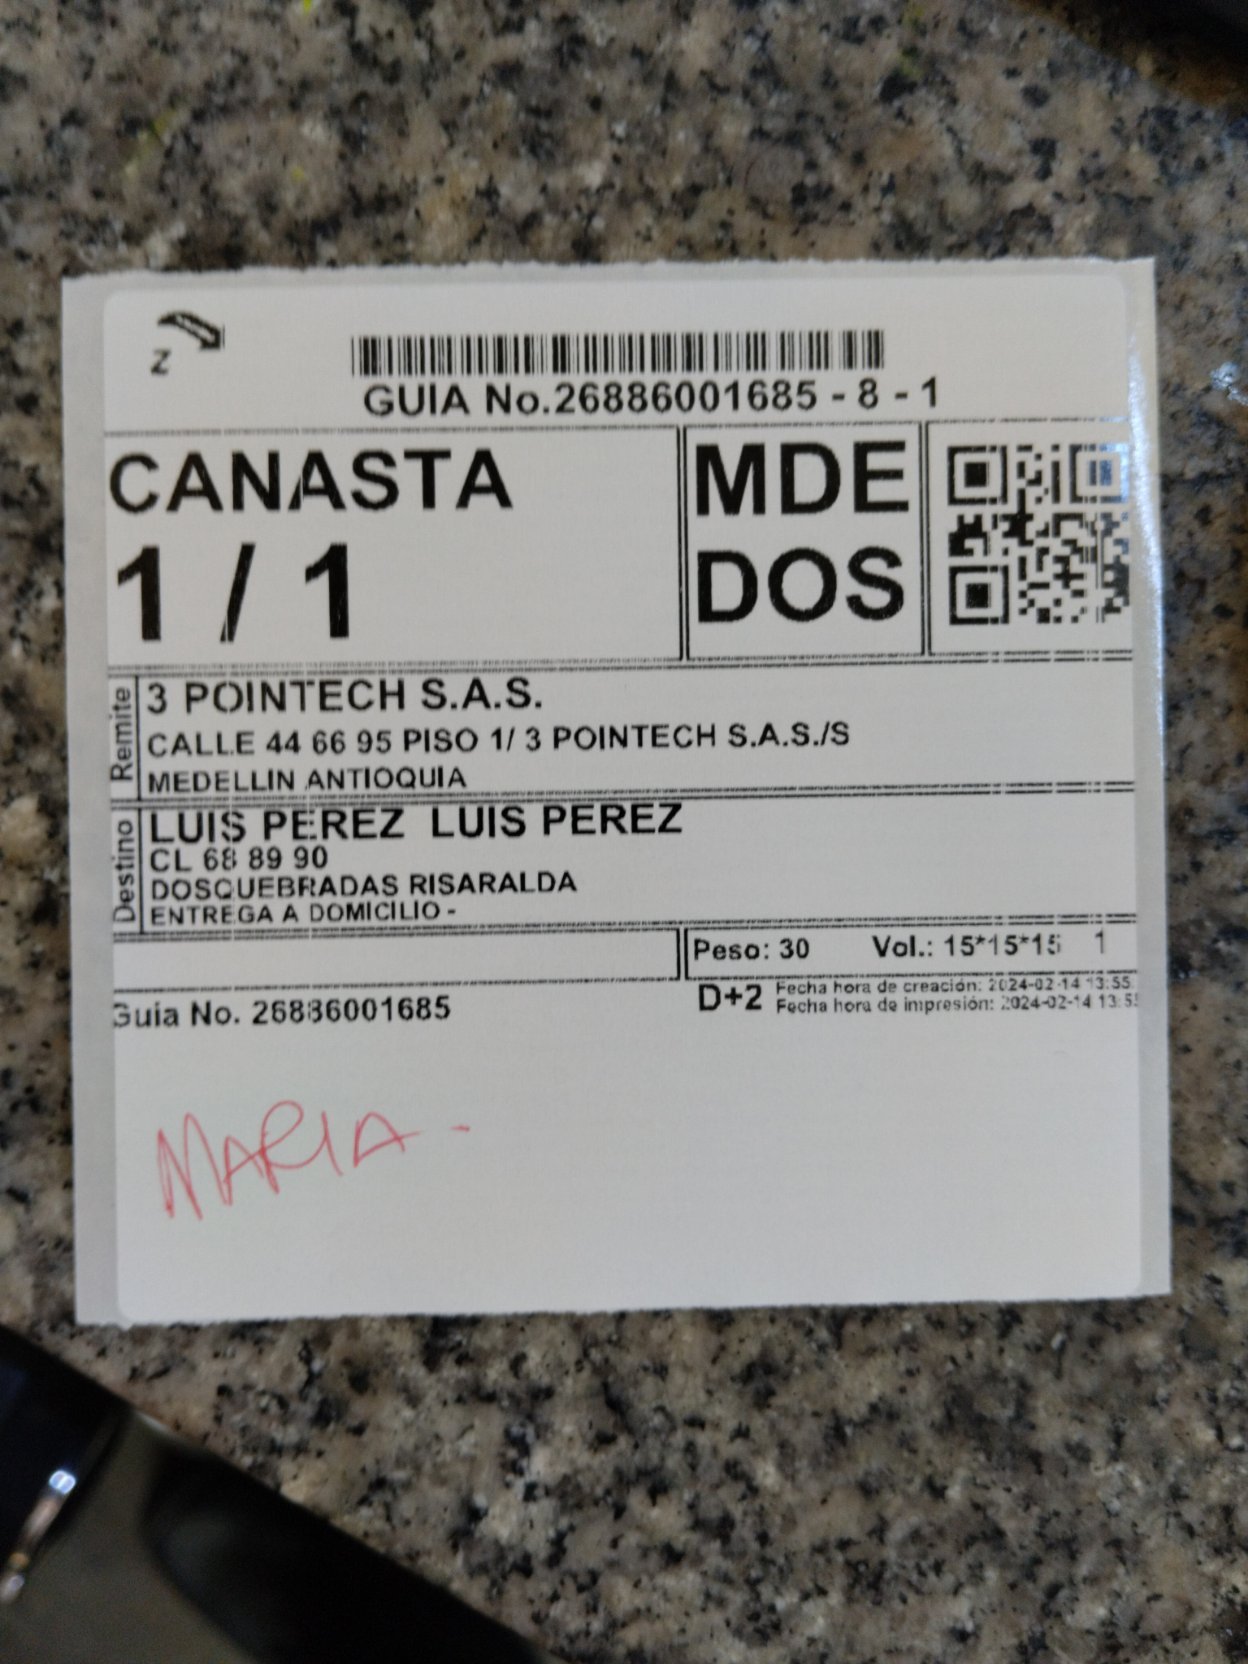 Z
GUIA No.26886001685 - 8 - 1
CANASTA
1 / 1
MDE
DOS
Remite
3 POINTECH S.A.S.
CALLE 44 66 95 PISO 1/ 3 POINTECH S.A.S./S
MEDELLIN ANTIOQUIA
Destino
LUIS PEREZ LUIS PEREZ
CL 68 89 90
DOSQUEBRADAS RISARALDA
ENTREGA A DOMICILIO -
Peso: 30 Vol.: 15*15*15 1
Guia No. 26886001685
D+2
Fecha hora de creación: 2024-02-14 13:55
Fecha hora de impresión: 2024-02-14 13:55
MARIA -